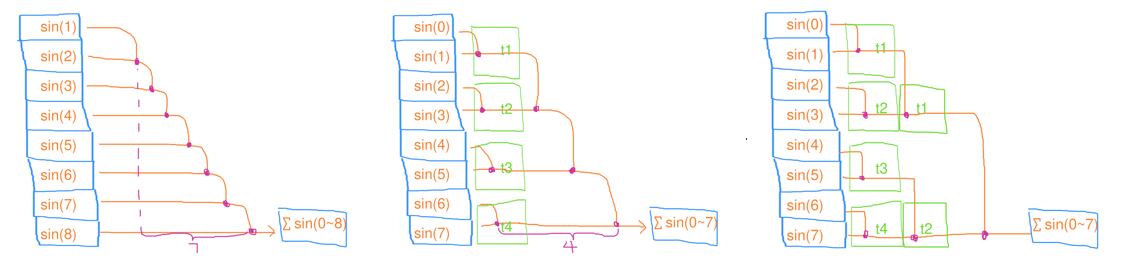 sin(1)
sin(2)
sin(3)
sin(4)
sin(5)
sin(6)
sin(7)
sin(8)
∑ sin(0~8)
7
sin(0)
sin(1)
sin(2)
sin(3)
sin(4)
sin(5)
sin(6)
sin(7)
t1
t2
t3
t4
∑ sin(0~7)
4
sin(0)
sin(1)
sin(2)
sin(3)
sin(4)
sin(5)
sin(6)
sin(7)
t1
t2
t1
t3
t4
t2
∑ sin(0~7)